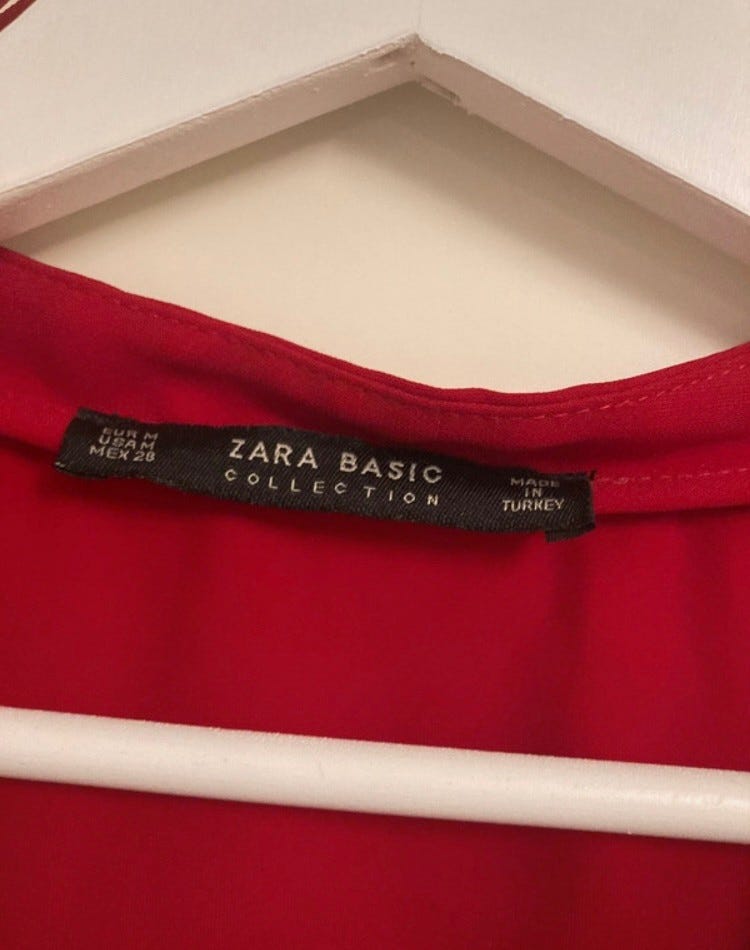 EUR M
USA M
MEX 28
ZARA BASIC
COLLECTION
MADE
IN
TURKEY